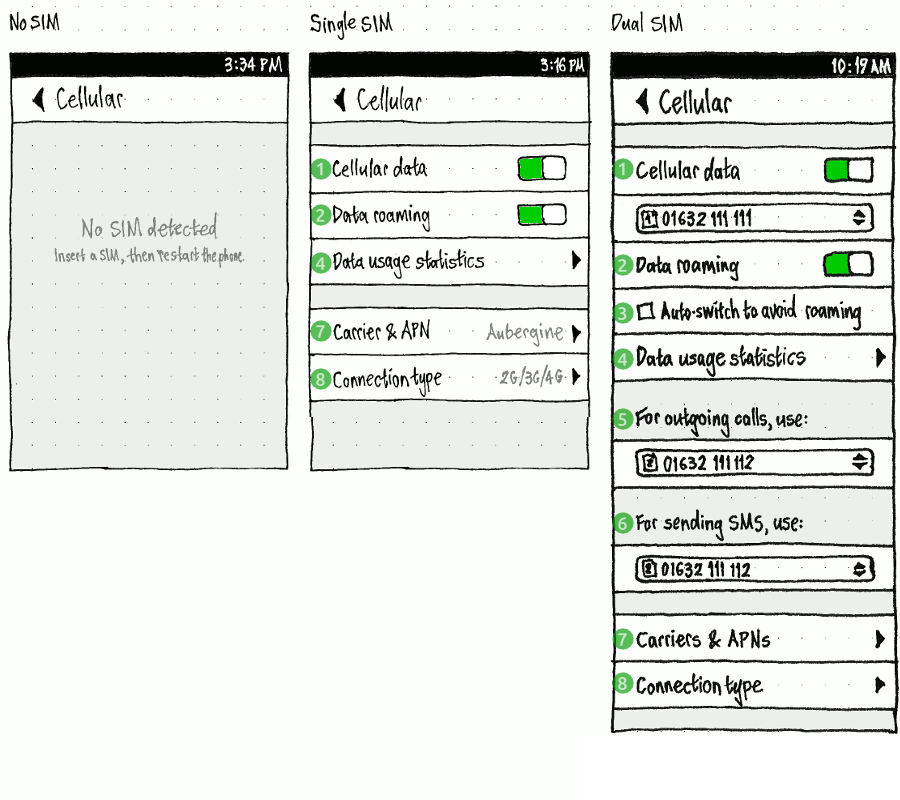 No SIM
3:34 PM
Cellular
No SIM detected
Insert a SIM, then restart the phone.
Single SIM
3:16 PM
Cellular
1 Cellular data
2 Data roaming
4 Data usage statistics
7 Carrier & APN Aubergine
8 Connection type 2G/3G/4G
Dual SIM
10:19 AM
Cellular
1 Cellular data
1 01632 111 111
2 Data roaming
3 Auto-switch to avoid roaming
4 Data usage statistics
5 For outgoing calls, use:
2 01632 111 112
6 For sending SMS, use:
2 01632 111 112
7 Carriers & APNs
8 Connection type